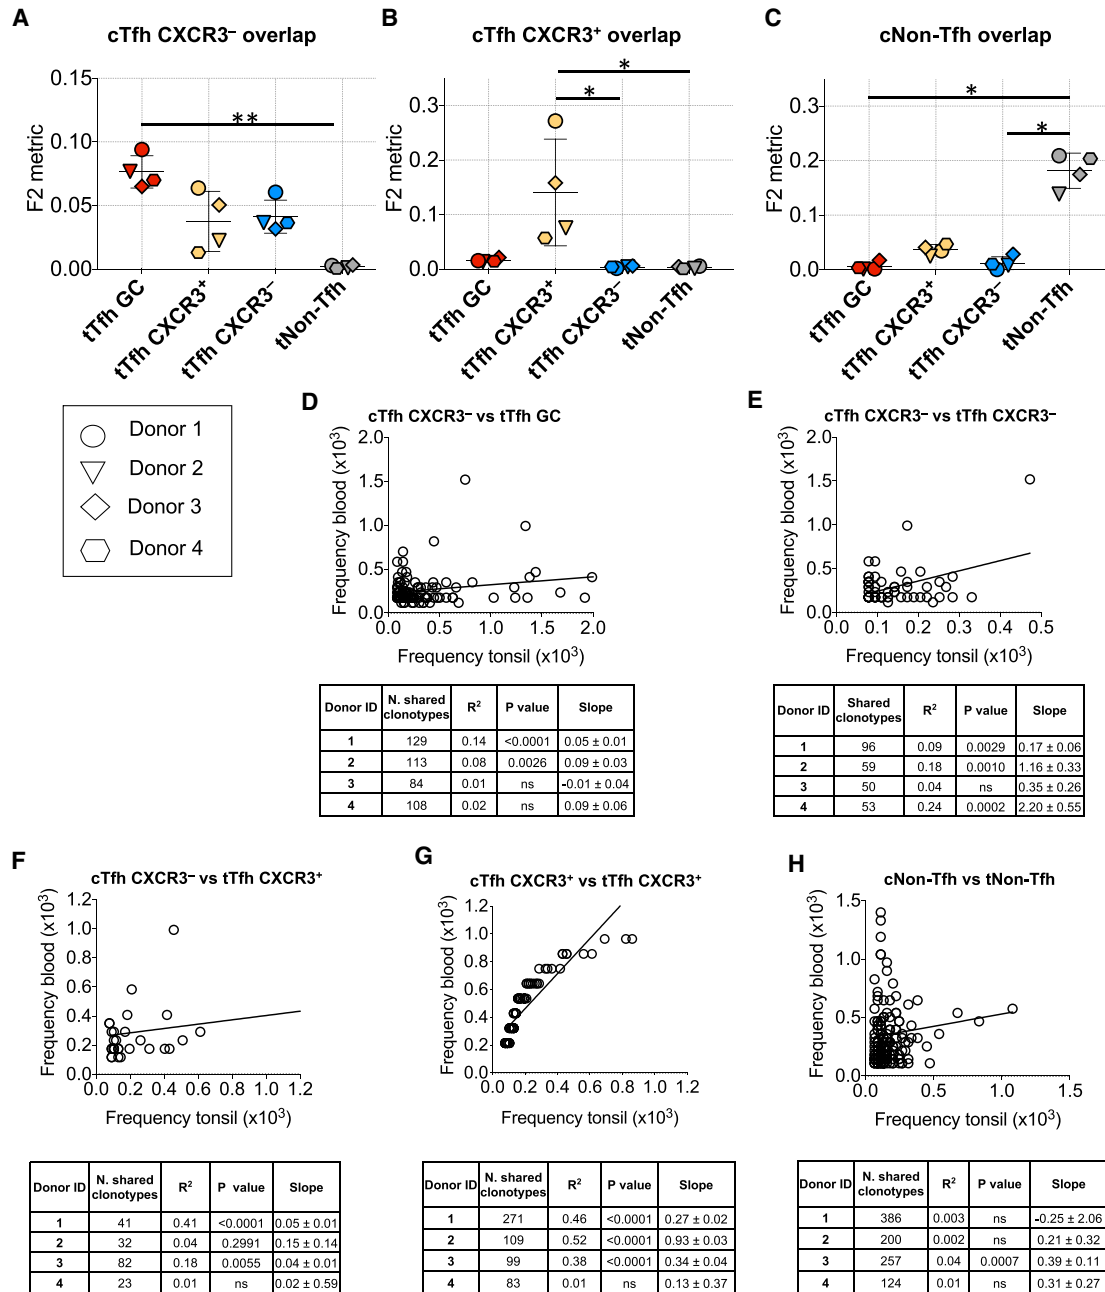 A
cTfh CXCR3– overlap
F2 metric
0.15
0.10
0.05
0.00
**
tTfh GC
tTfh CXCR3+
tTfh CXCR3–
tNon-Tfh
B
cTfh CXCR3+ overlap
F2 metric
0.3
0.2
0.1
0.0
*
*
tTfh GC
tTfh CXCR3+
tTfh CXCR3–
tNon-Tfh
C
cNon-Tfh overlap
F2 metric
0.3
0.2
0.1
0.0
*
*
tTfh GC
tTfh CXCR3+
tTfh CXCR3–
tNon-Tfh
Donor 1
Donor 2
Donor 3
Donor 4
D
cTfh CXCR3– vs tTfh GC
Frequency blood (x10³)
2.0
1.5
1.0
0.5
0.0
0.0 0.5 1.0 1.5 2.0
Frequency tonsil (x10³)
Donor ID N. shared clonotypes R² P value Slope
1 129 0.14 <0.0001 0.05 ± 0.01
2 113 0.08 0.0026 0.09 ± 0.03
3 84 0.01 ns -0.01 ± 0.04
4 108 0.02 ns 0.09 ± 0.06
E
cTfh CXCR3– vs tTfh CXCR3–
Frequency blood (x10³)
2.0
1.5
1.0
0.5
0.0
0.0 0.1 0.2 0.3 0.4 0.5
Frequency tonsil (x10³)
Donor ID Shared clonotypes R² P value Slope
1 96 0.09 0.0029 0.17 ± 0.06
2 59 0.18 0.0010 1.16 ± 0.33
3 50 0.04 ns 0.35 ± 0.26
4 53 0.24 0.0002 2.20 ± 0.55
F
cTfh CXCR3– vs tTfh CXCR3+
Frequency blood (x10³)
1.2
1.0
0.8
0.6
0.4
0.2
0.0
0.0 0.2 0.4 0.6 0.8 1.0 1.2
Frequency tonsil (x10³)
Donor ID N. shared clonotypes R² P value Slope
1 41 0.41 <0.0001 0.05 ± 0.01
2 32 0.04 0.2991 0.15 ± 0.14
3 82 0.18 0.0055 0.04 ± 0.01
4 23 0.01 ns 0.02 ± 0.59
G
cTfh CXCR3+ vs tTfh CXCR3+
Frequency blood (x10³)
1.2
1.0
0.8
0.6
0.4
0.2
0.0
0.0 0.2 0.4 0.6 0.8 1.0 1.2
Frequency tonsil (x10³)
Donor ID N. shared clonotypes R² P value Slope
1 271 0.46 <0.0001 0.27 ± 0.02
2 109 0.52 <0.0001 0.93 ± 0.03
3 99 0.38 <0.0001 0.34 ± 0.04
4 83 0.01 ns 0.13 ± 0.37
H
cNon-Tfh vs tNon-Tfh
Frequency blood (x10³)
1.5
1.0
0.5
0.0
0.0 0.5 1.0 1.5
Frequency tonsil (x10³)
Donor ID N. shared clonotypes R² P value Slope
1 386 0.003 ns -0.25 ± 2.06
2 200 0.002 ns 0.21 ± 0.32
3 257 0.04 0.0007 0.39 ± 0.11
4 124 0.01 ns 0.31 ± 0.27